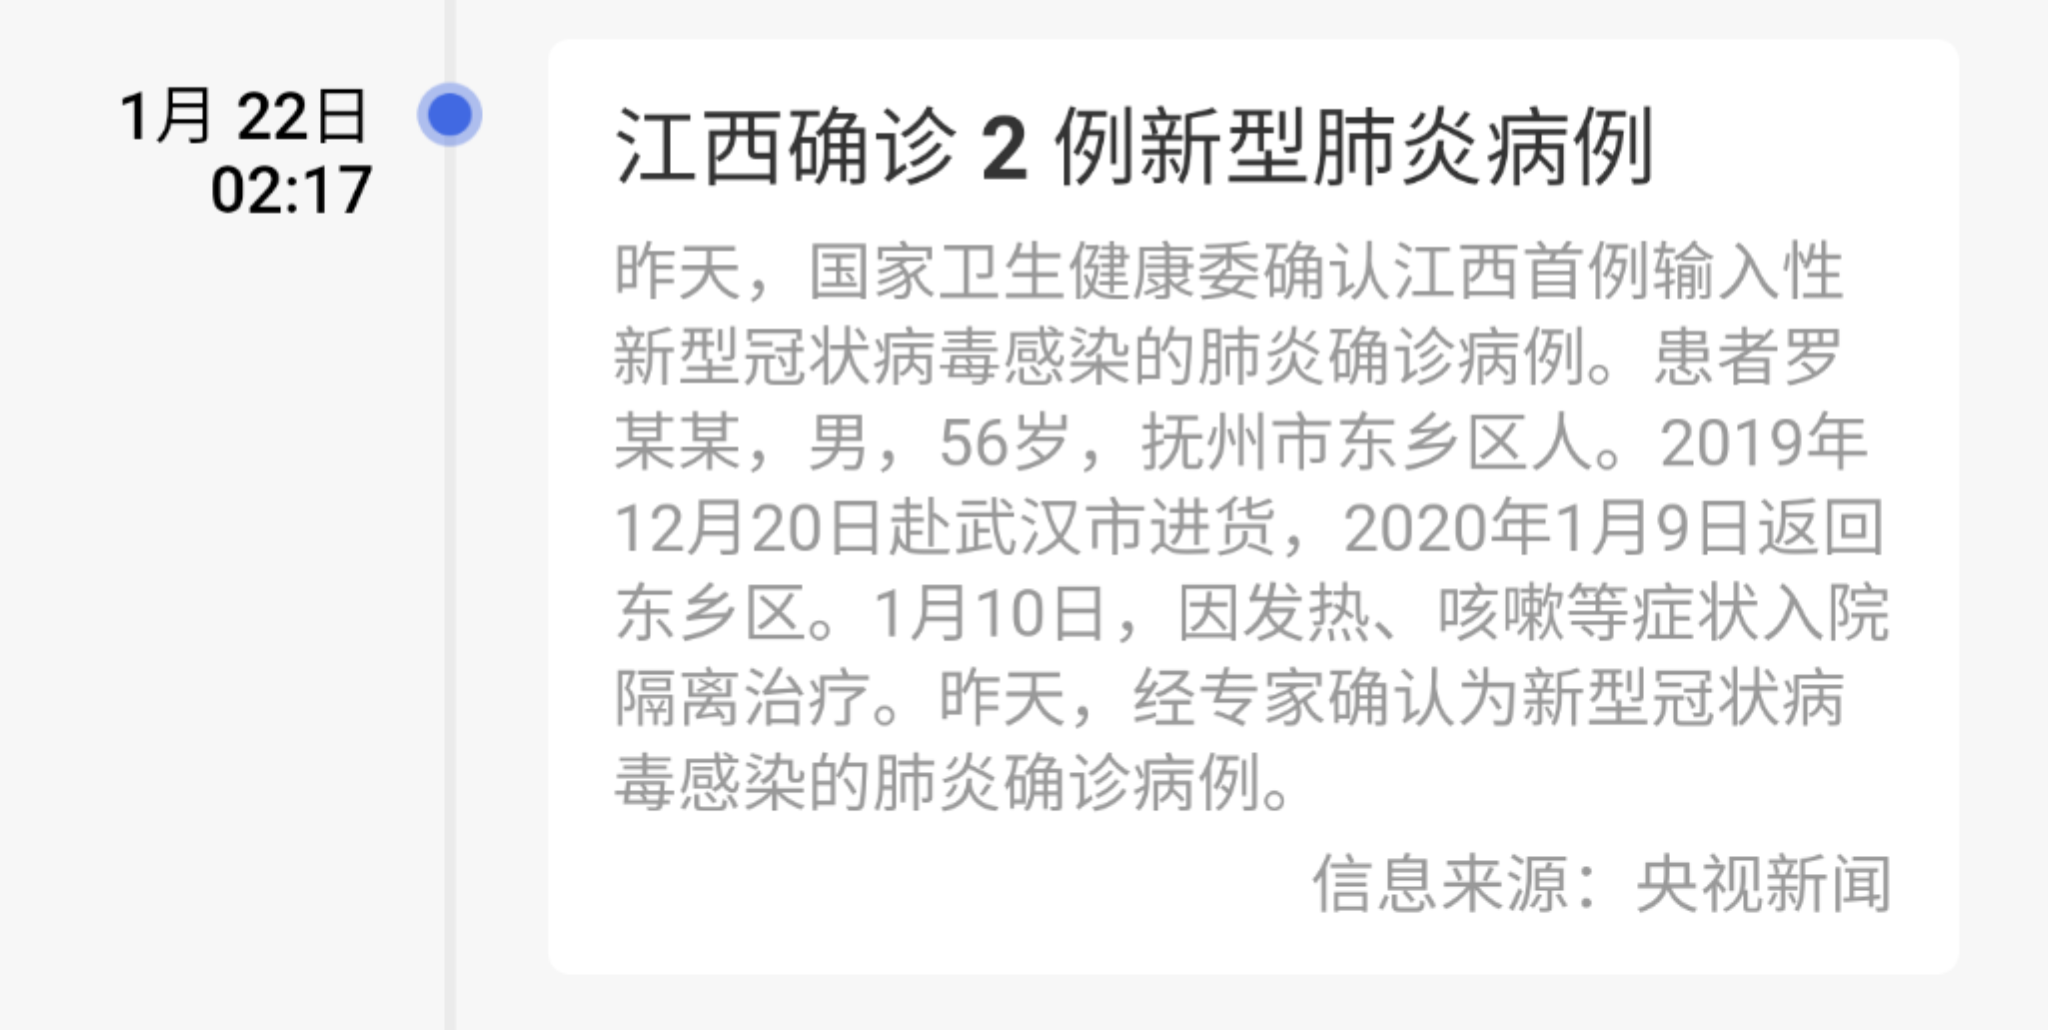 1月 22日
02:17
江西确诊 2 例新型肺炎病例
昨天，国家卫生健康委确认江西首例输入性
新型冠状病毒感染的肺炎确诊病例。患者罗
某某，男，56岁，抚州市东乡区人。2019年
12月20日赴武汉市进货，2020年1月9日返回
东乡区。1月10日，因发热、咳嗽等症状入院
隔离治疗。昨天，经专家确认为新型冠状病
毒感染的肺炎确诊病例。
信息来源：央视新闻